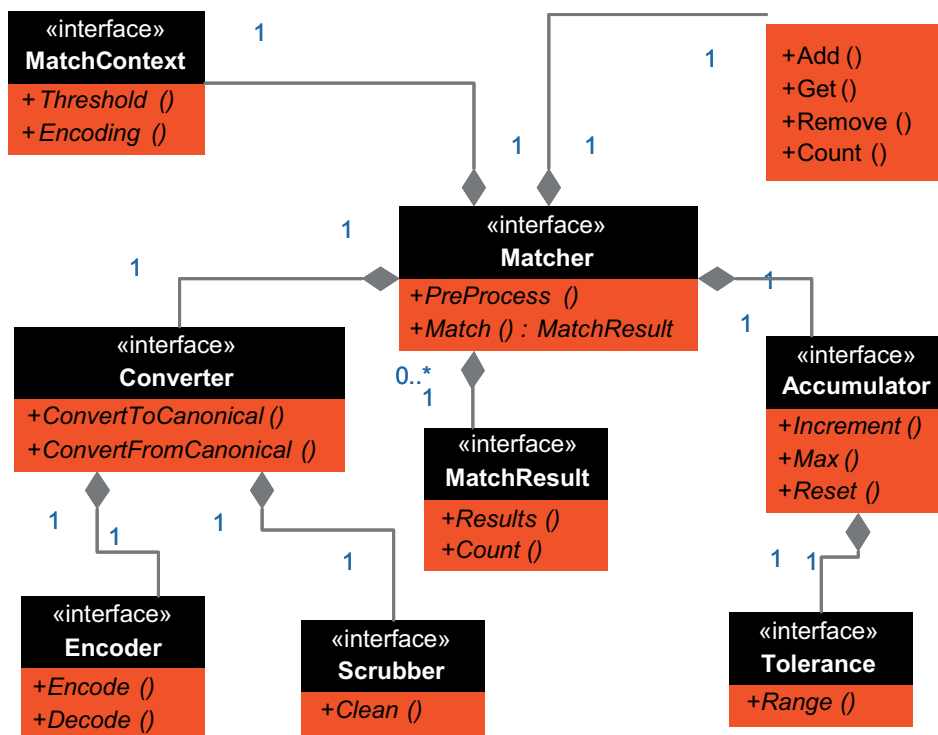 «interface»
MatchContext
+Threshold ()
+Encoding ()
1
1
+Add ()
+Get ()
+Remove ()
+Count ()
1
1
«interface»
Matcher
+PreProcess ()
+Match () : MatchResult
1
1
1
1
«interface»
Converter
+ConvertToCanonical ()
+ConvertFromCanonical ()
0..*
1
«interface»
MatchResult
+Results ()
+Count ()
«interface»
Accumulator
+Increment ()
+Max ()
+Reset ()
1
1
1
1
1
1
«interface»
Encoder
+Encode ()
+Decode ()
«interface»
Scrubber
+Clean ()
«interface»
Tolerance
+Range ()